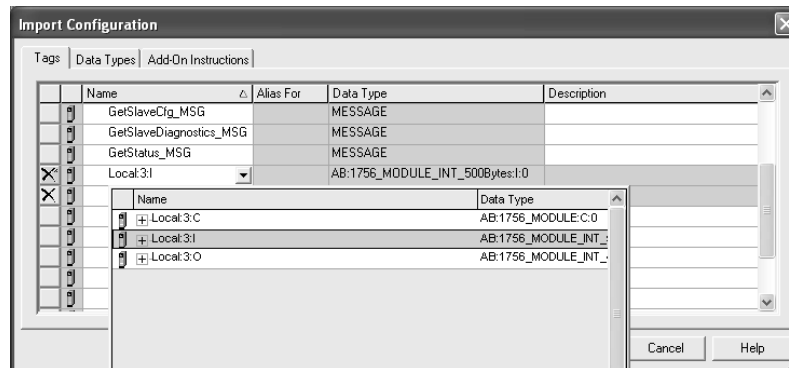 Import Configuration
Tags Data Types Add-On Instructions
Name Alias For Data Type Description
GetSlaveCfg_MSG MESSAGE
GetSlaveDiagnostics_MSG MESSAGE
GetStatus_MSG MESSAGE
Local:3:I AB:1756_MODULE_INT_500Bytes:I:0
Name Data Type
Local:3:C AB:1756_MODULE:C:0
Local:3:I AB:1756_MODULE_INT_
Local:3:O AB:1756_MODULE_INT_
Cancel Help